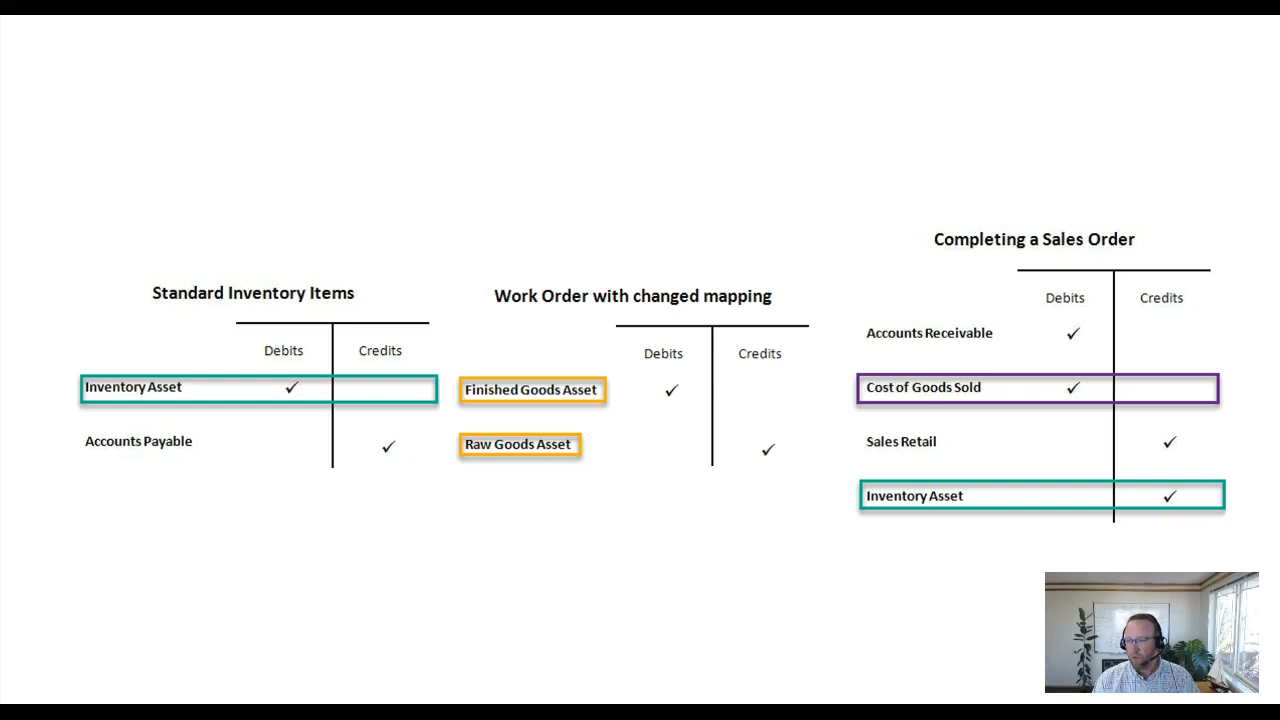 Standard Inventory Items
Debits
Credits
Inventory Asset ✓
Accounts Payable ✓
Work Order with changed mapping
Debits
Credits
Finished Goods Asset ✓
Raw Goods Asset ✓
Completing a Sales Order
Debits
Credits
Accounts Receivable ✓
Cost of Goods Sold ✓
Sales Retail ✓
Inventory Asset ✓